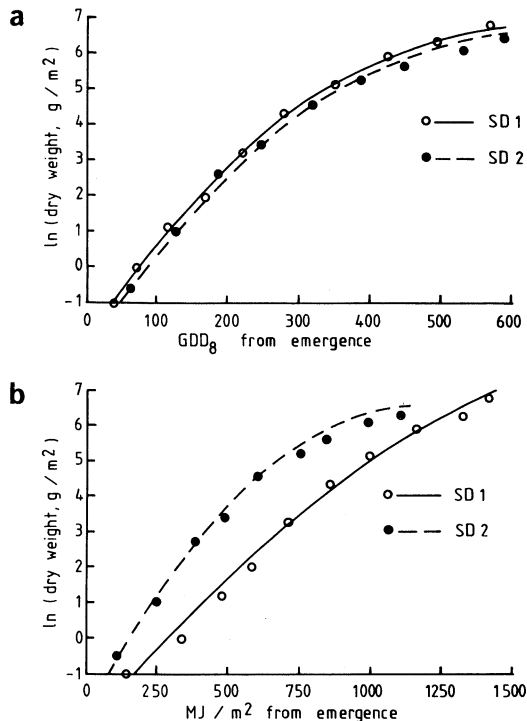 a
ln (dry weight, g / m²)
7
6
5
4
3
2
1
0
-1
SD 1
SD 2
0 100 200 300 400 500 600
GDD₈ from emergence
b
ln (dry weight, g / m²)
7
6
5
4
3
2
1
0
-1
SD 1
SD 2
0 250 500 750 1000 1250 1500
MJ / m² from emergence